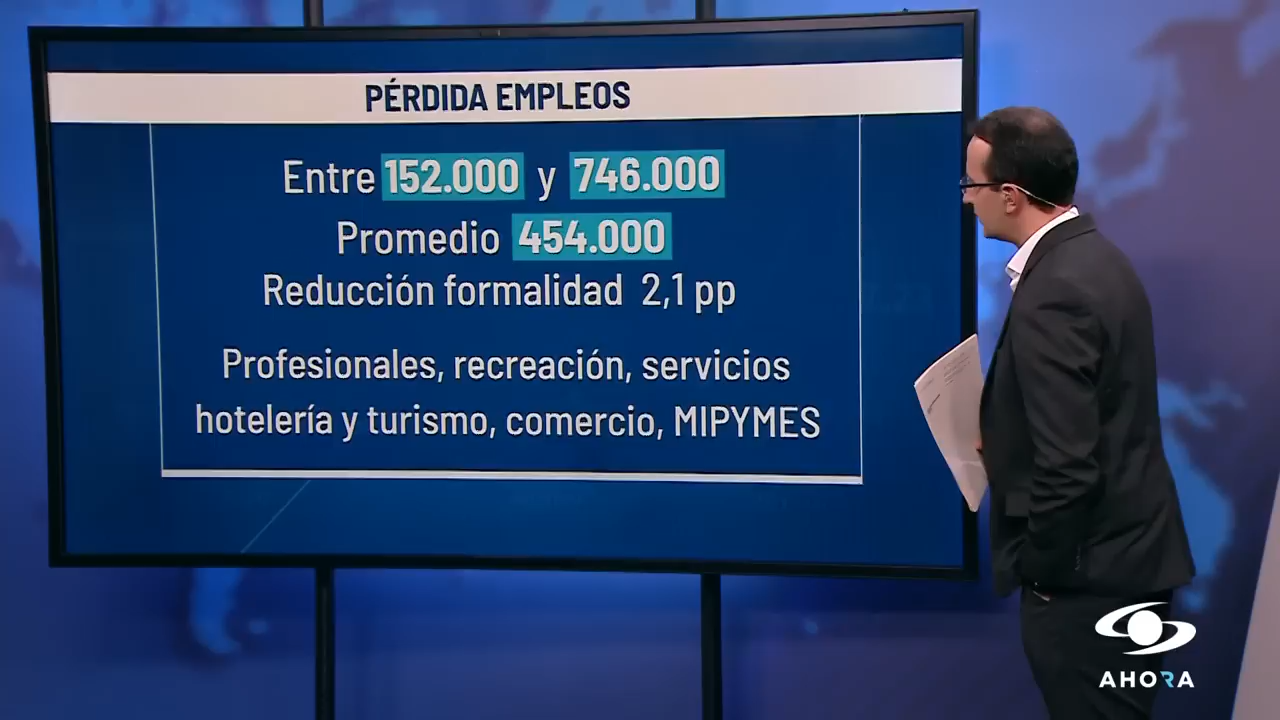 PÉRDIDA EMPLEOS
Entre 152.000 y 746.000
Promedio 454.000
Reducción formalidad 2,1 pp
Profesionales, recreación, servicios
hotelería y turismo, comercio, MIPYMES
AHORA